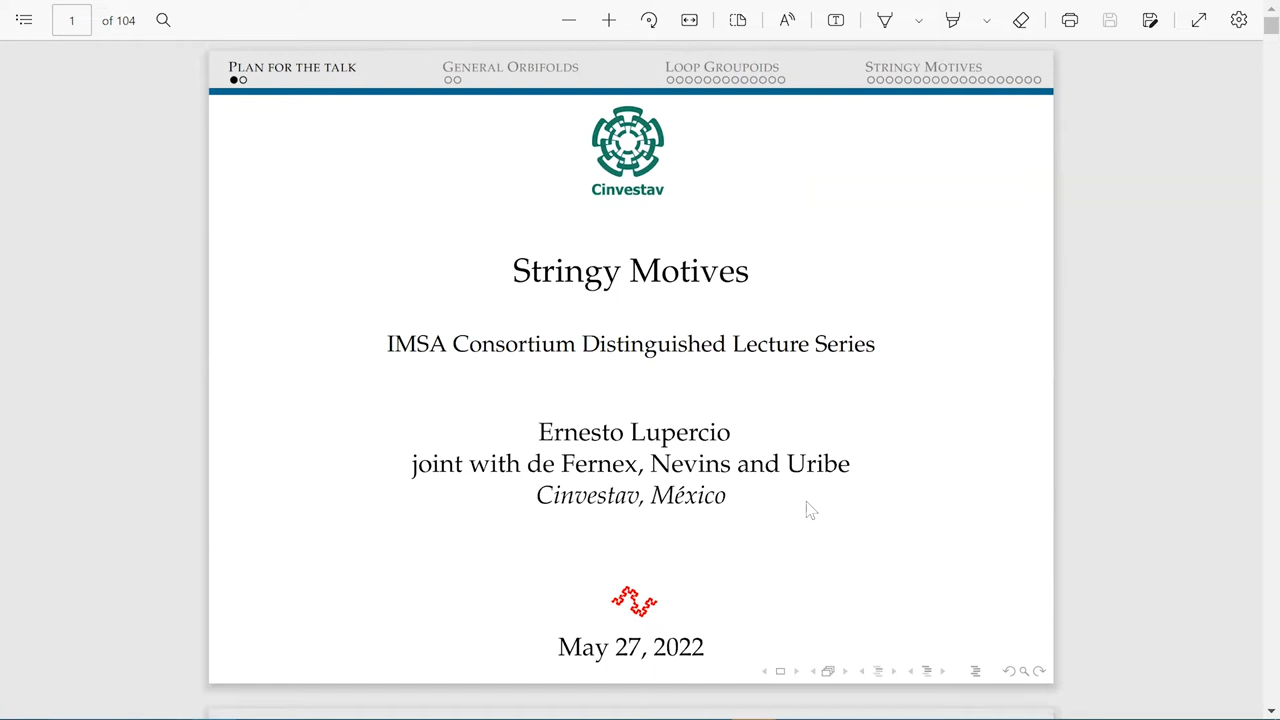 1 of 104
PLAN FOR THE TALK GENERAL ORBIFOLDS LOOP GROUPOIDS STRINGY MOTIVES
Cinvestav
Stringy Motives
IMSA Consortium Distinguished Lecture Series
Ernesto Lupercio
joint with de Fernex, Nevins and Uribe
Cinvestav, México
May 27, 2022